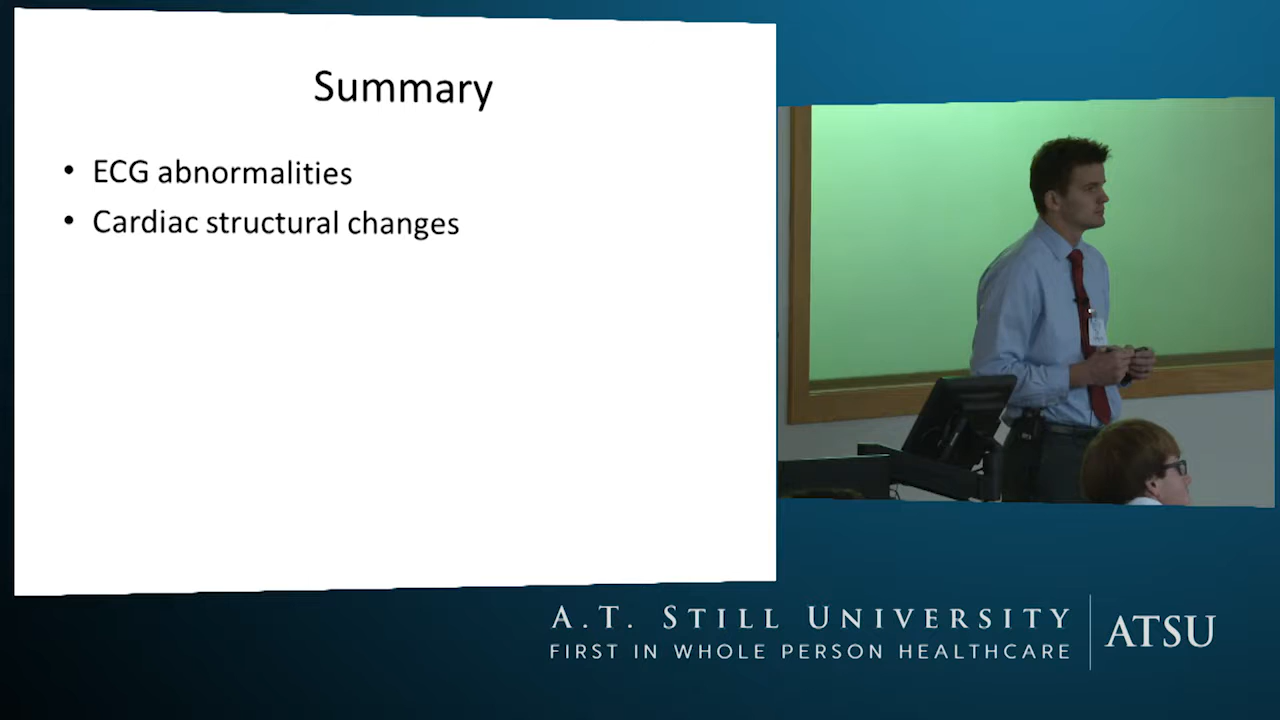 Summary
• ECG abnormalities
• Cardiac structural changes
A.T. STILL UNIVERSITY
FIRST IN WHOLE PERSON HEALTHCARE
ATSU